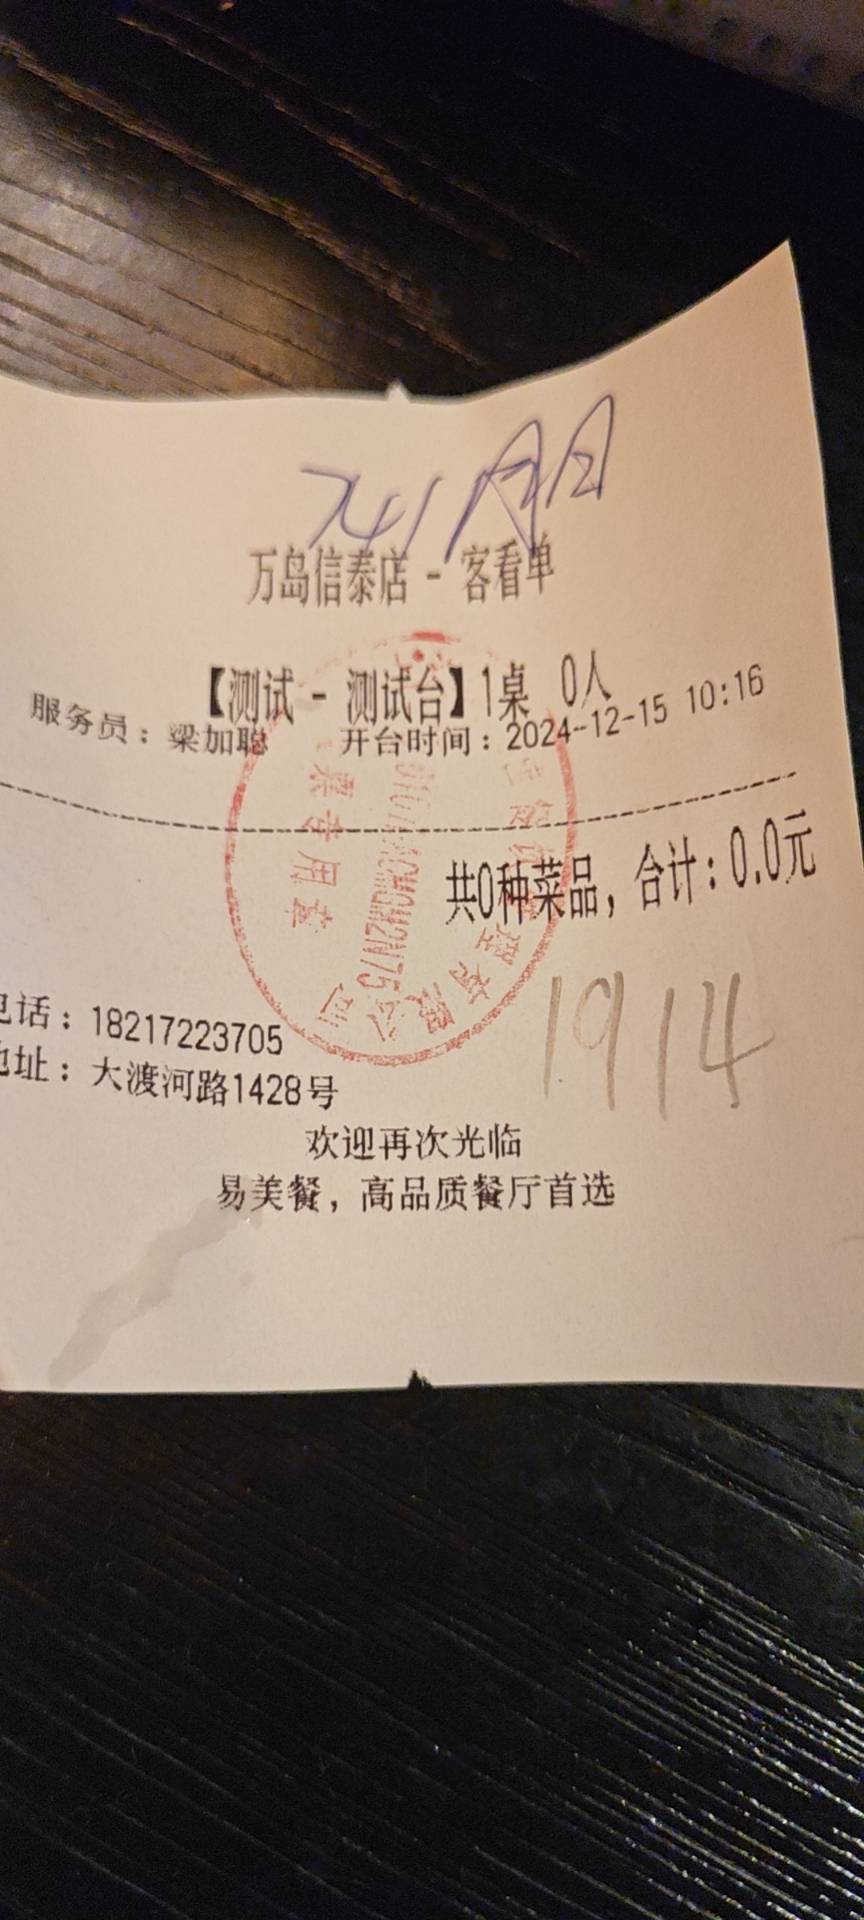 万岛信泰店 - 客看单
【测试 - 测试台】1桌 0人
服务员：梁加聪 开台时间：2024-12-15 10:16
共0种菜品，合计：0.0元
1914
电话：18217223705
地址：大渡河路1428号
欢迎再次光临
易美餐，高品质餐厅首选